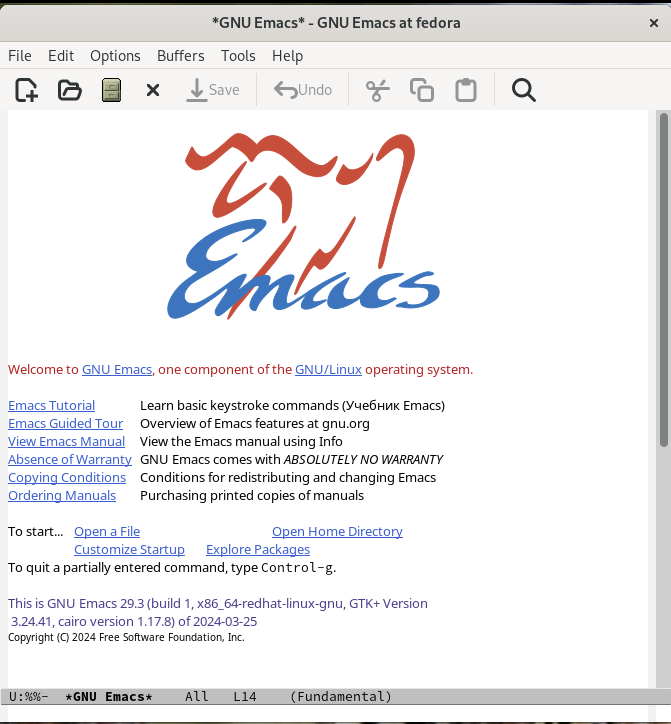 *GNU Emacs* - GNU Emacs at fedora
File Edit Options Buffers Tools Help
Save Undo
Emacs
Welcome to GNU Emacs, one component of the GNU/Linux operating system.
Emacs Tutorial Learn basic keystroke commands (Учебник Emacs)
Emacs Guided Tour Overview of Emacs features at gnu.org
View Emacs Manual View the Emacs manual using Info
Absence of Warranty GNU Emacs comes with ABSOLUTELY NO WARRANTY
Copying Conditions Conditions for redistributing and changing Emacs
Ordering Manuals Purchasing printed copies of manuals
To start... Open a File Open Home Directory
Customize Startup Explore Packages
To quit a partially entered command, type Control-g.
This is GNU Emacs 29.3 (build 1, x86_64-redhat-linux-gnu, GTK+ Version
3.24.41, cairo version 1.17.8) of 2024-03-25
Copyright (C) 2024 Free Software Foundation, Inc.
U:%%- *GNU Emacs* All L14 (Fundamental)